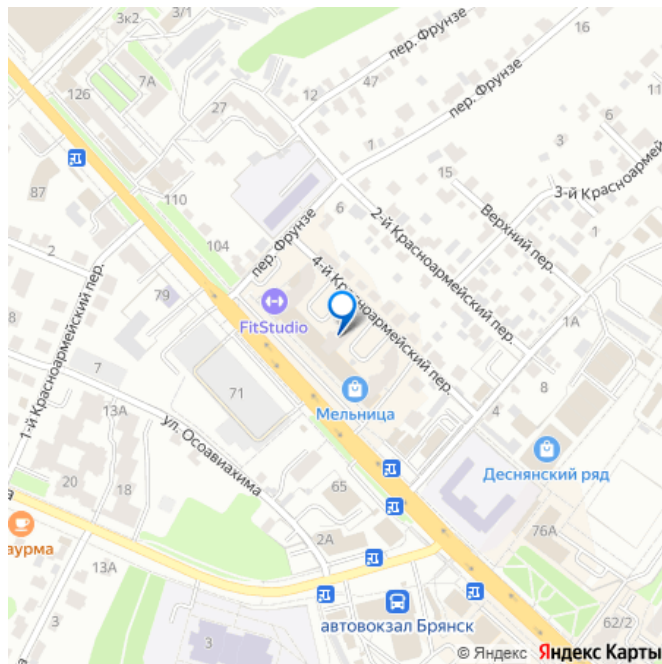 3к2
3/1
16
пер. Фрунзе
126
7А
47
12
27
пер. Фрунзе
11
6
1
3
87
110
15
3-й Красноармей
6
2-й Красноармейский пер.
Верхний пер.
1
2
104
пер. Фрунзе
4-й Красноармейский пер.
1-й Красноармейский пер.
79
FitStudio
1А
7
71
8
13А
Мельница
4
ул. Осоавиахима
Деснянский ряд
20
18
65
а
аурма
2А
76А
13А
3
3
автовокзал Брянск
62/2
© Яндекс Яндекс Карты